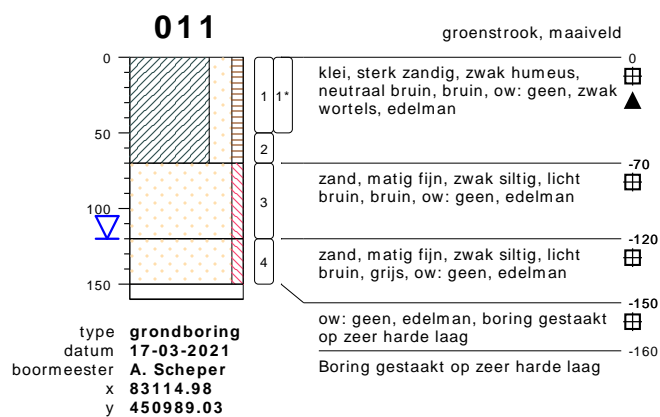 011
groenstrook, maaiveld
0
0
klei, sterk zandig, zwak humeus,
neutraal bruin, bruin, ow: geen, zwak
wortels, edelman
1
1*
50
2
-70
zand, matig fijn, zwak siltig, licht
bruin, bruin, ow: geen, edelman
3
100
-120
zand, matig fijn, zwak siltig, licht
bruin, grijs, ow: geen, edelman
4
150
-150
ow: geen, edelman, boring gestaakt
op zeer harde laag
-160
Boring gestaakt op zeer harde laag
type grondboring
datum 17-03-2021
boormeester A. Scheper
x 83114.98
y 450989.03